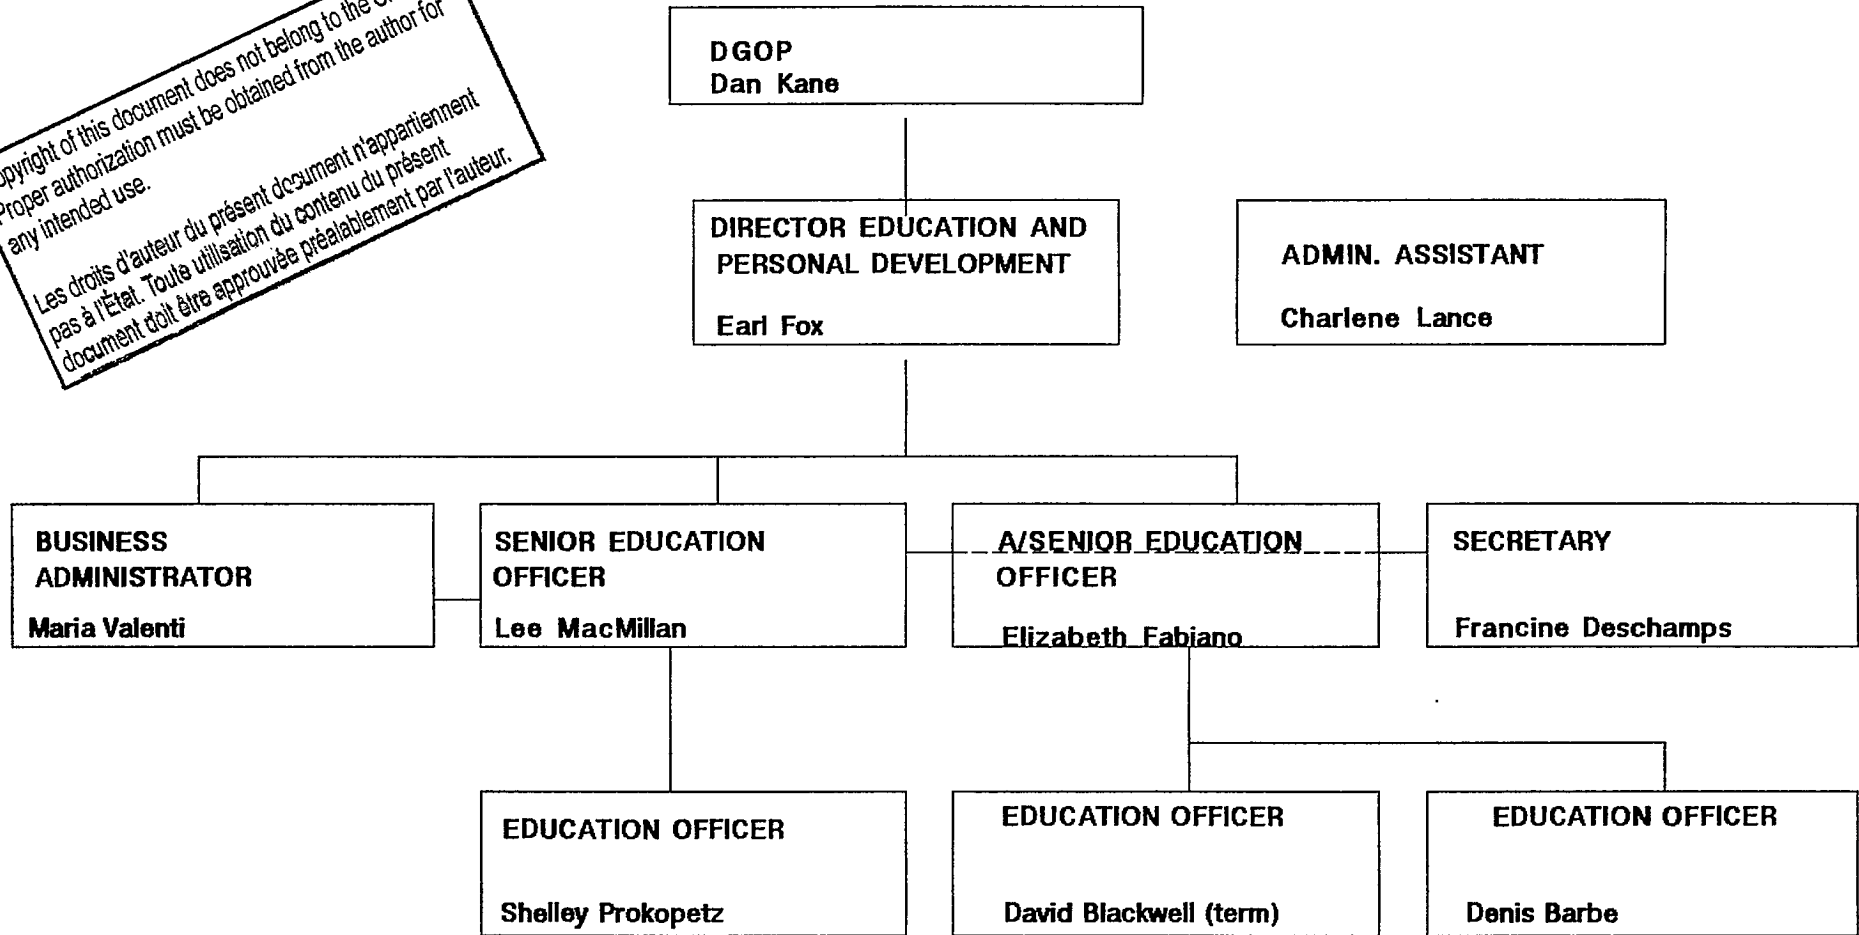 opyright of this document does not belong to the
Proper authorization must be obtained from the author for
any intended use.
Les droits d'auteur du présent document n'appartiennent
pas à l'État. Toute utilisation du contenu du présent
document doit être approuvée préalablement par l'auteur.
DGOP
Dan Kane
DIRECTOR EDUCATION AND
PERSONAL DEVELOPMENT
Earl Fox
ADMIN. ASSISTANT
Charlene Lance
BUSINESS
ADMINISTRATOR
Maria Valenti
SENIOR EDUCATION
OFFICER
Lee MacMillan
A/SENIOR EDUCATION
OFFICER
Elizabeth Fabiano
SECRETARY
Francine Deschamps
EDUCATION OFFICER
Shelley Prokopetz
EDUCATION OFFICER
David Blackwell (term)
EDUCATION OFFICER
Denis Barbe